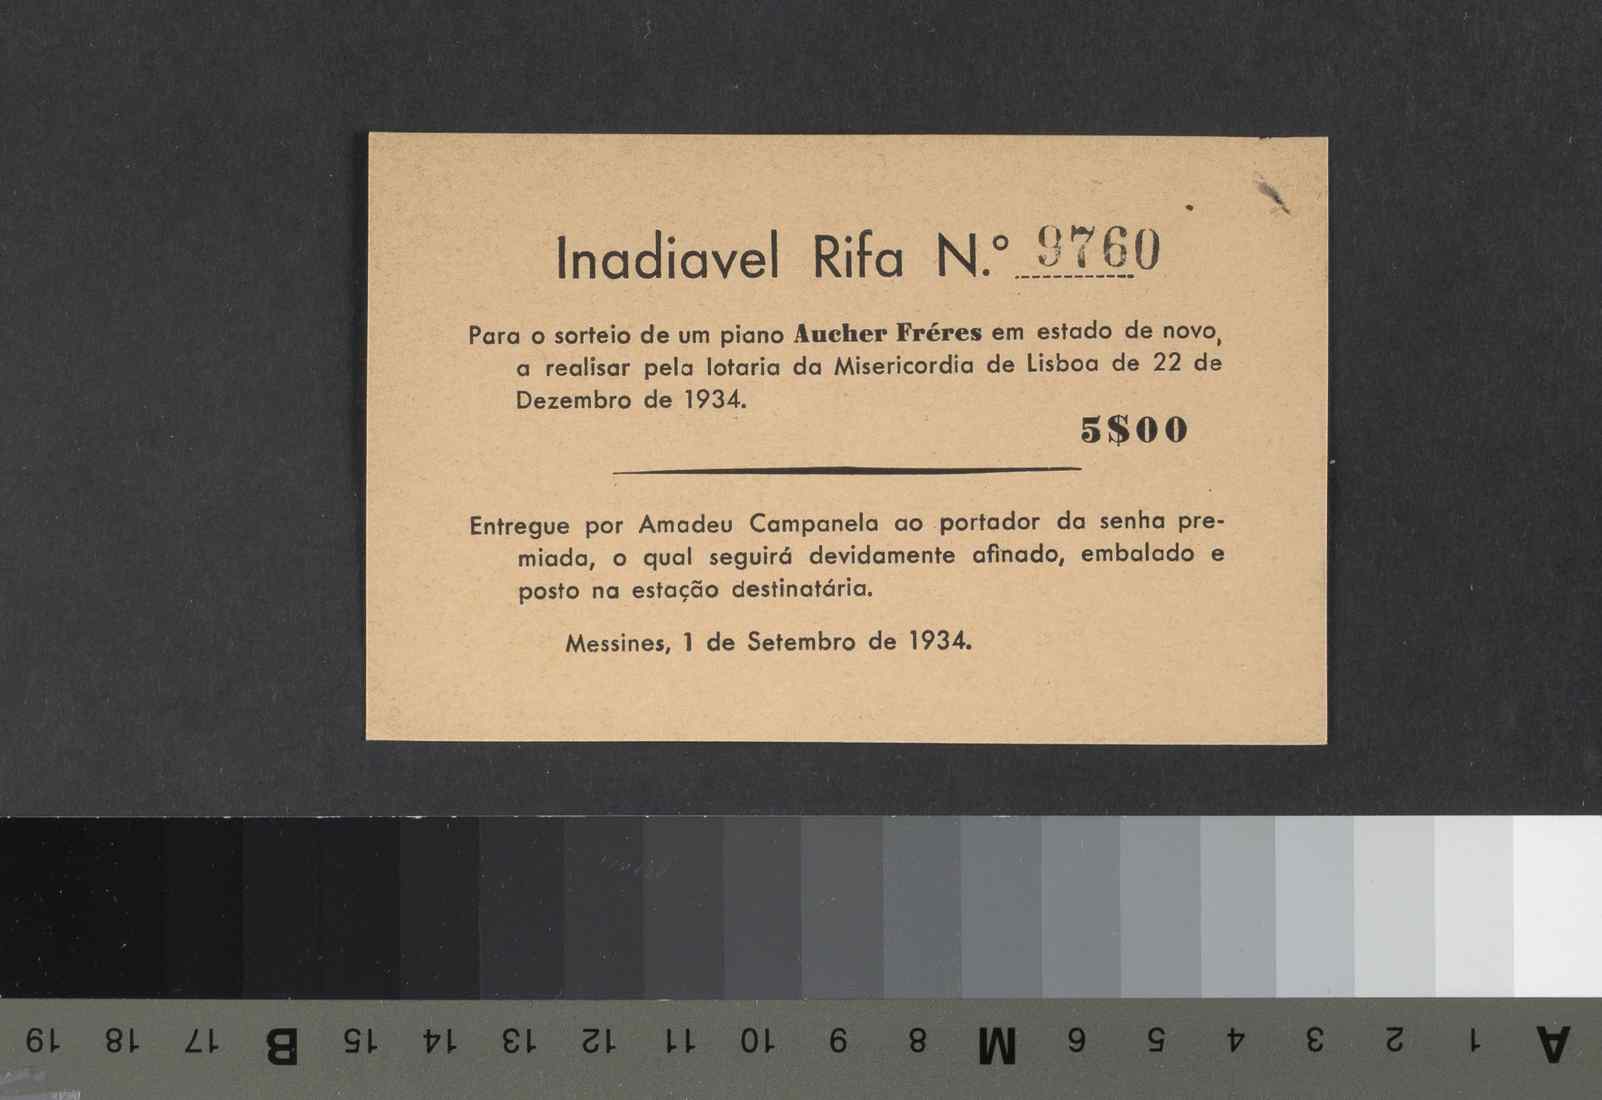 Inadiavel Rifa N.º 9760
Para o sorteio de um piano Aucher Fréres em estado de novo,
a realisar pela lotaria da Misericordia de Lisboa de 22 de
Dezembro de 1934.
5$00
Entregue por Amadeu Campanela ao portador da senha pre-
miada, o qual seguirá devidamente afinado, embalado e
posto na estação destinatária.
Messines, 1 de Setembro de 1934.
A 1 2 3 4 5 6 M 8 9 10 11 12 13 14 15 B 17 18 19